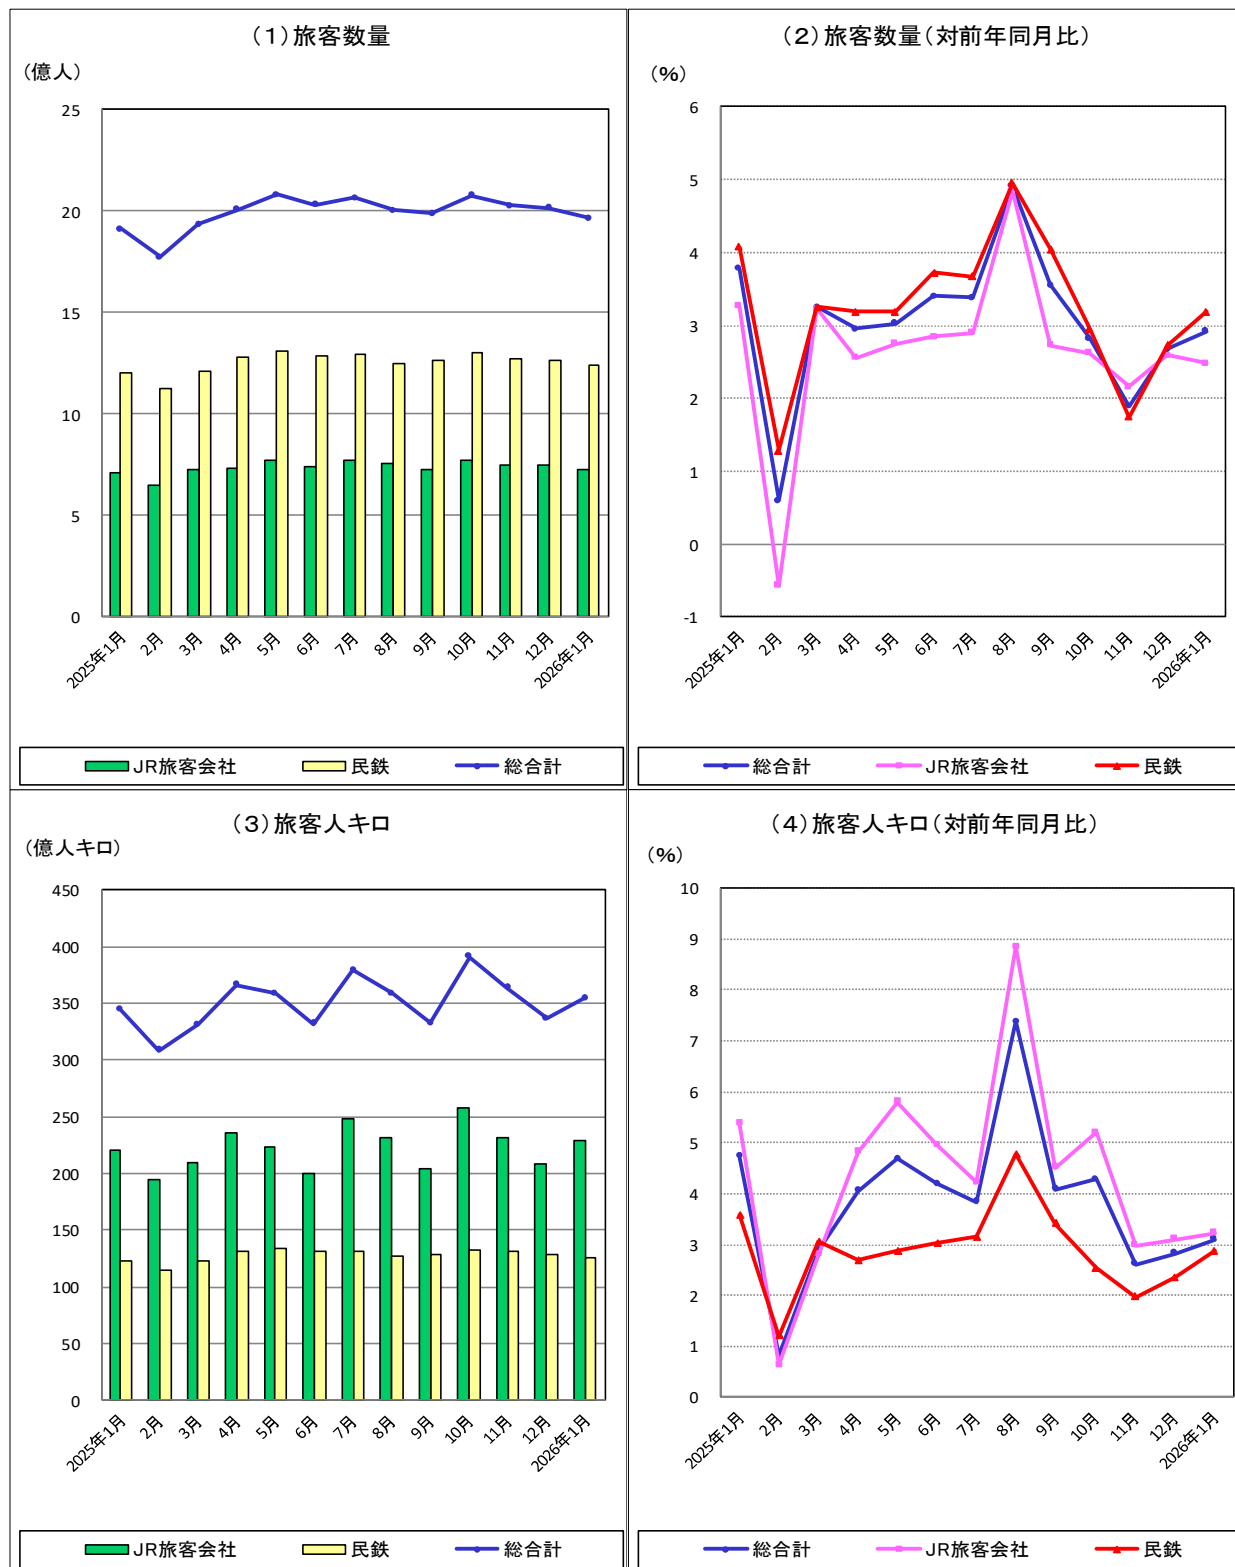 (1)旅客数量
(億人)
25
20
15
10
5
0
2025年1月
2月
3月
4月
5月
6月
7月
8月
9月
10月
11月
12月
2026年1月
JR旅客会社 民鉄 総合計
(2)旅客数量(対前年同月比)
(%)
6
5
4
3
2
1
0
-1
2025年1月
2月
3月
4月
5月
6月
7月
8月
9月
10月
11月
12月
2026年1月
総合計 JR旅客会社 民鉄
(3)旅客人キロ
(億人キロ)
450
400
350
300
250
200
150
100
50
0
2025年1月
2月
3月
4月
5月
6月
7月
8月
9月
10月
11月
12月
2026年1月
JR旅客会社 民鉄 総合計
(4)旅客人キロ(対前年同月比)
(%)
10
9
8
7
6
5
4
3
2
1
0
2025年1月
2月
3月
4月
5月
6月
7月
8月
9月
10月
11月
12月
2026年1月
総合計 JR旅客会社 民鉄